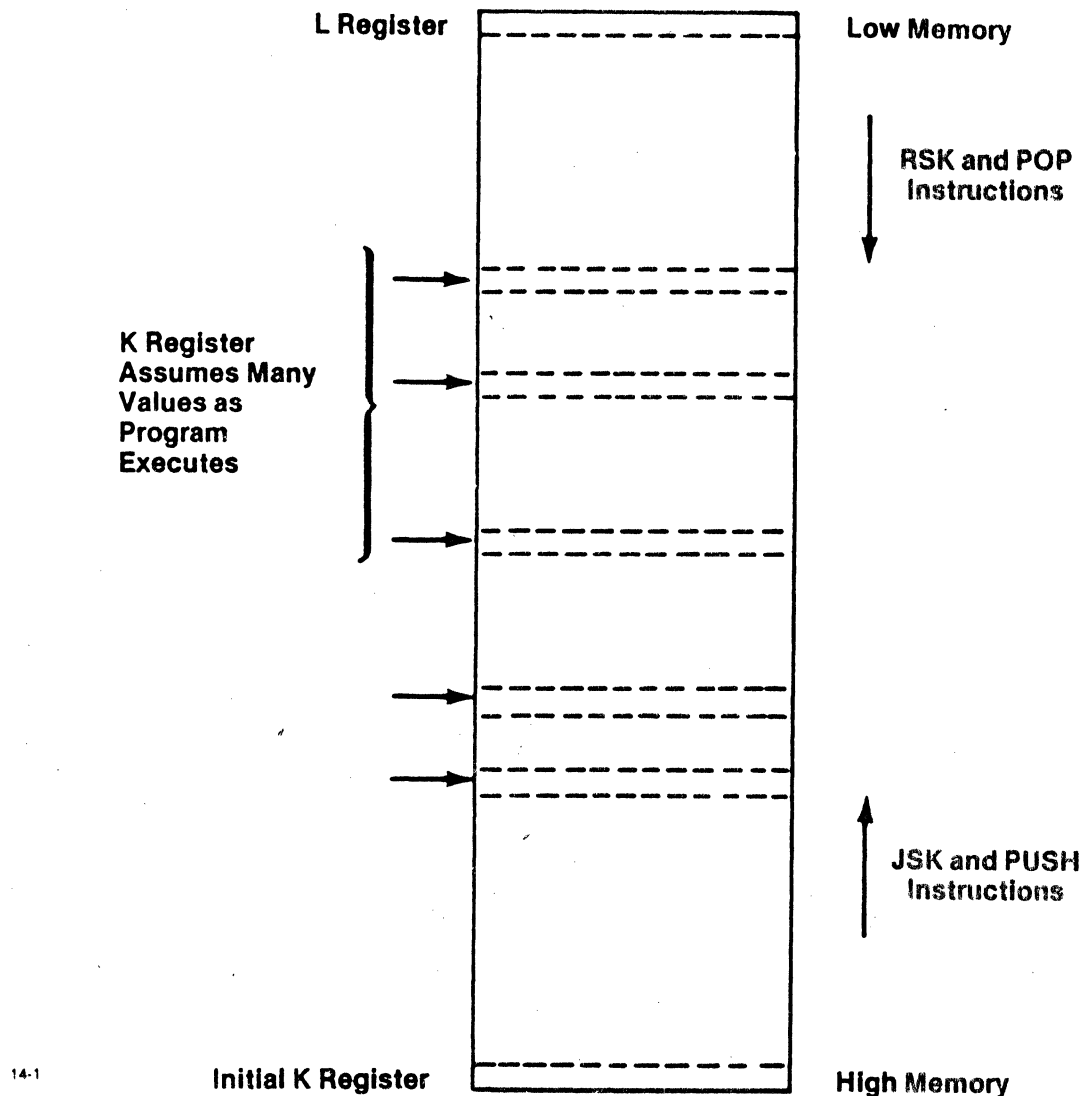 L Register
Low Memory
RSK and POP
Instructions
K Register
Assumes Many
Values as
Program
Executes
JSK and PUSH
Instructions
14-1
Initial K Register
High Memory